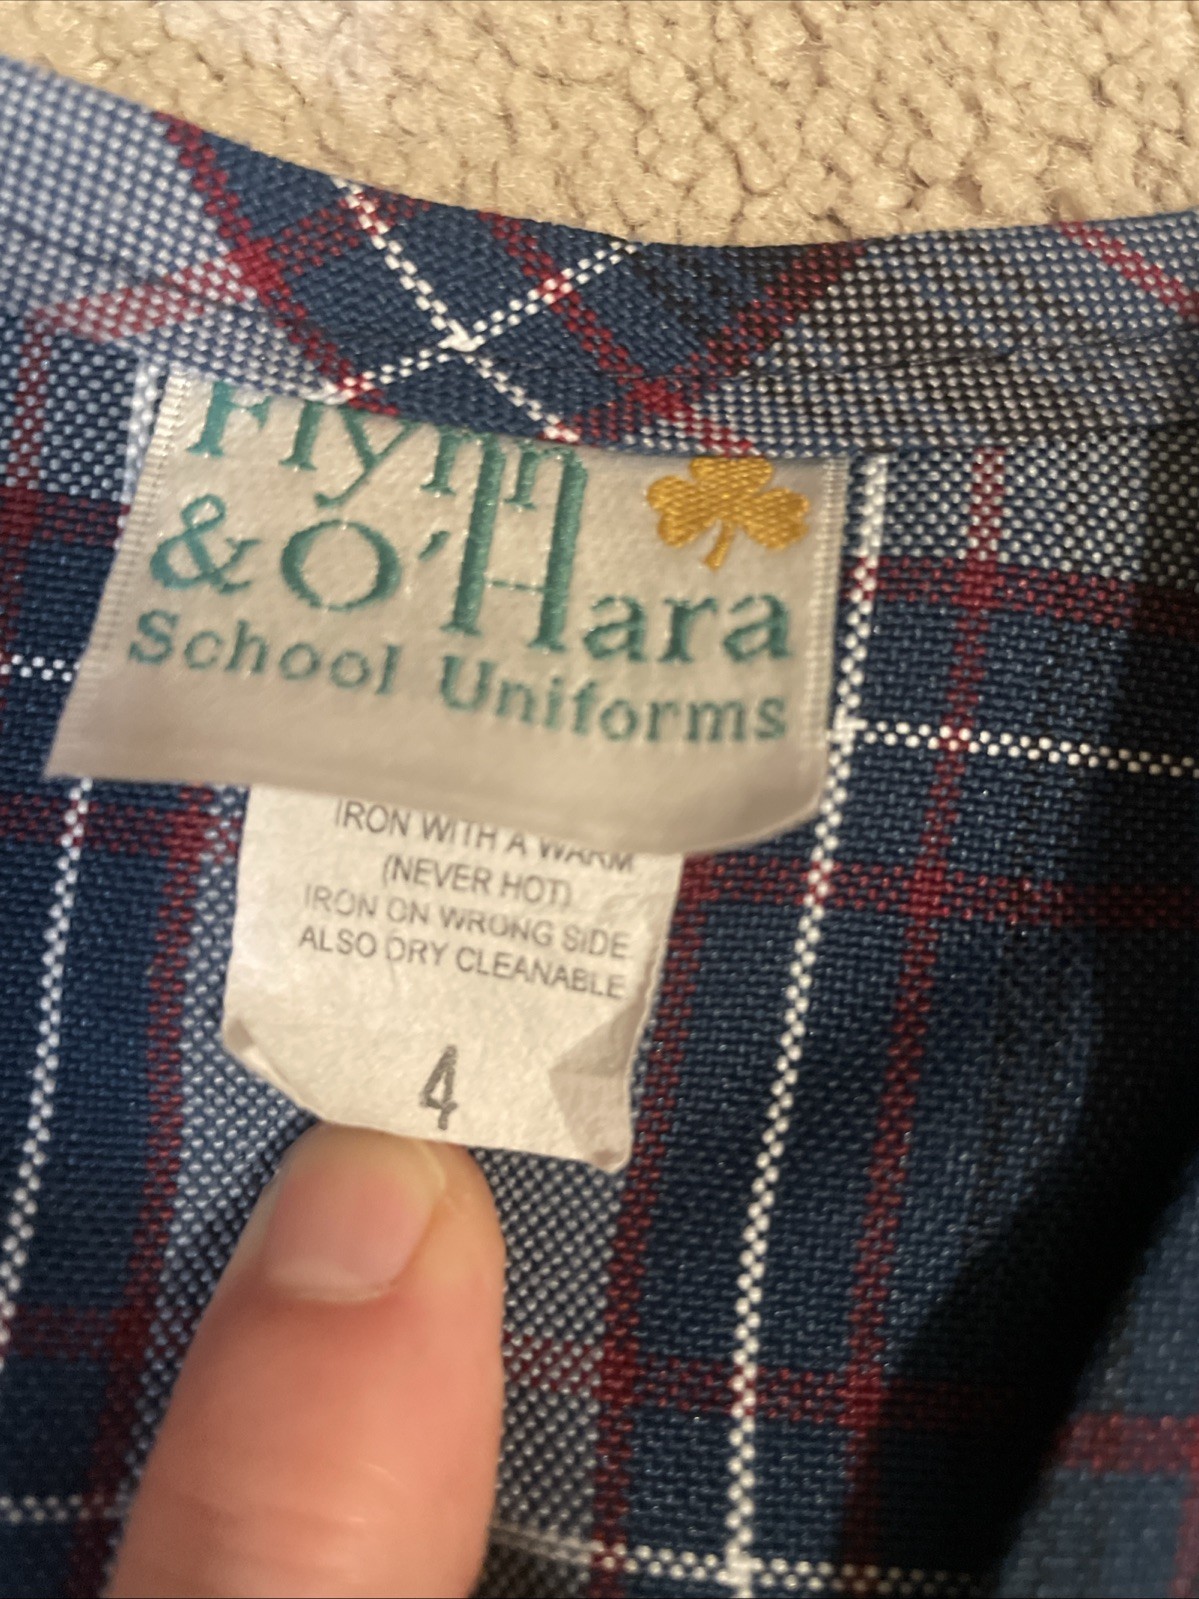 Flynn
& O'Hara
School Uniforms
IRON WITH A WARM
(NEVER HOT)
IRON ON WRONG SIDE
ALSO DRY CLEANABLE
4